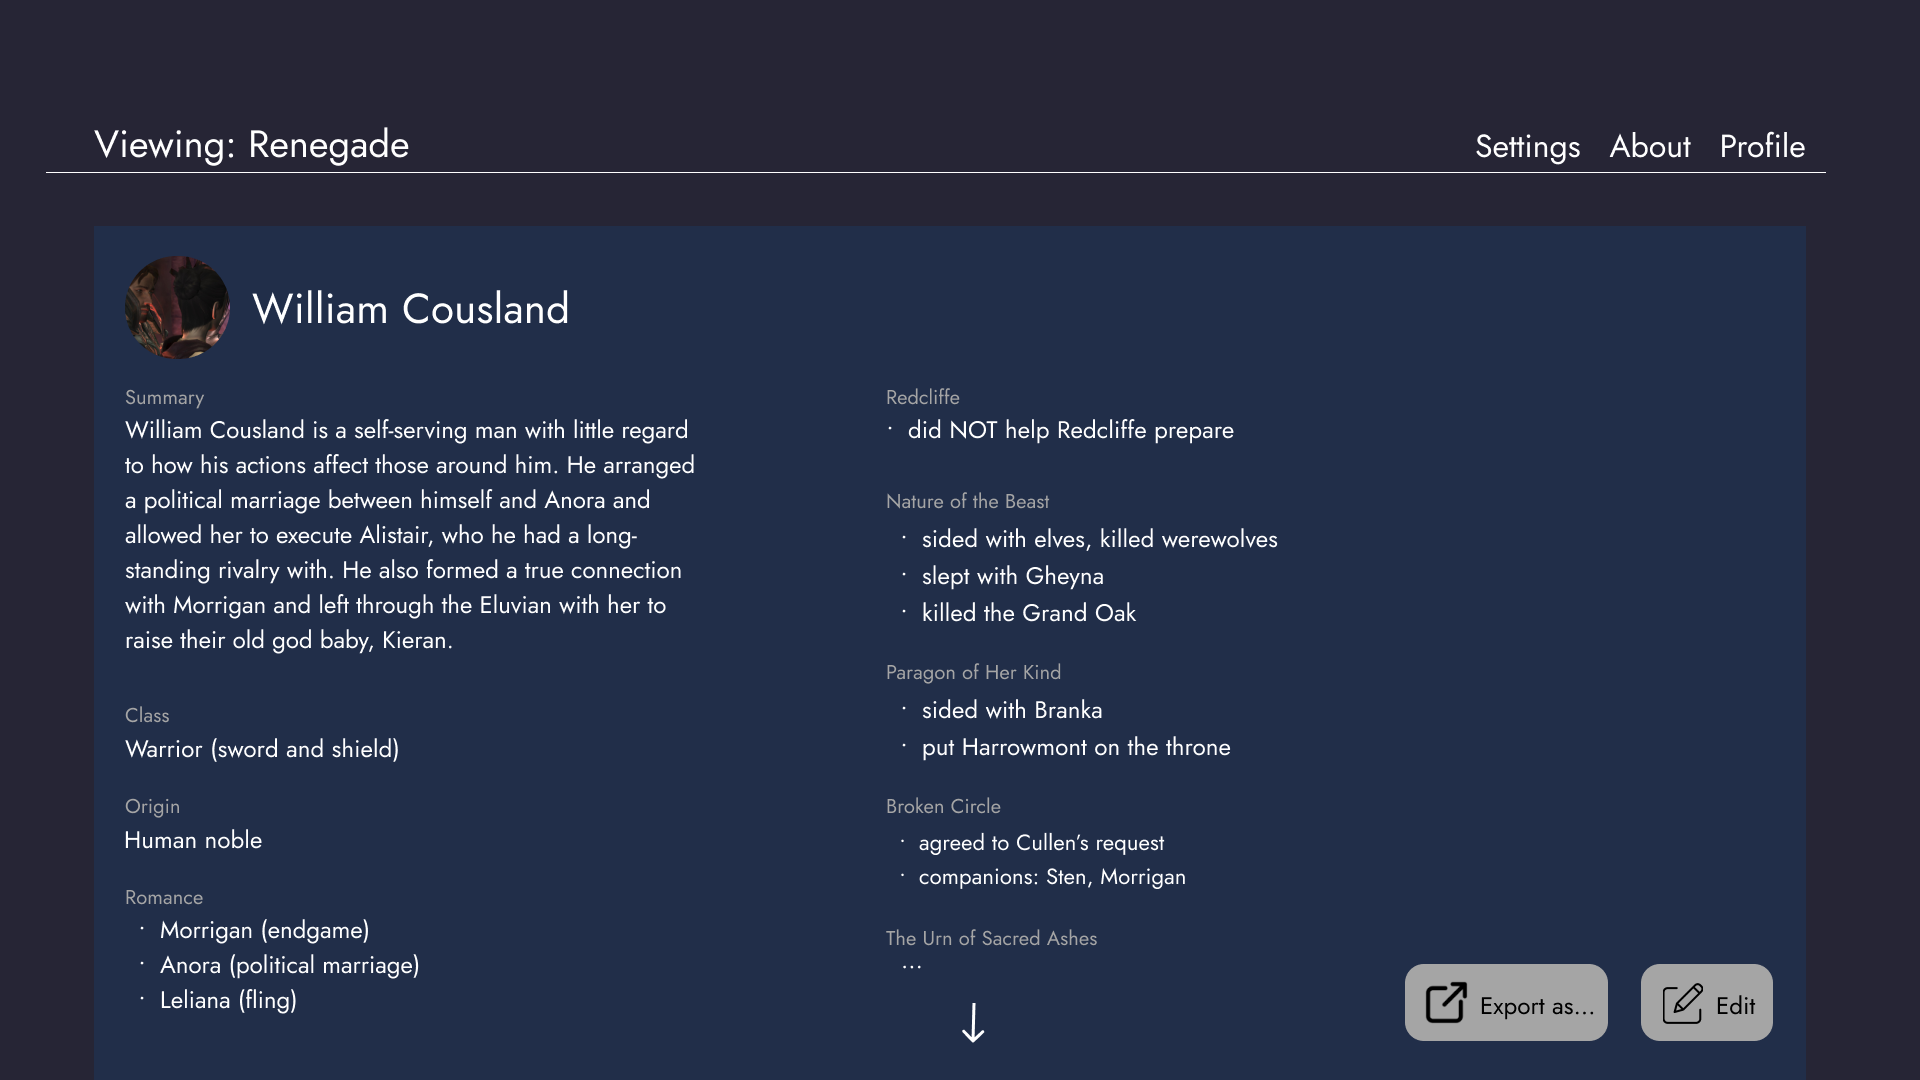 Viewing: Renegade
Settings About Profile
William Cousland
Summary
William Cousland is a self-serving man with little regard
to how his actions affect those around him. He arranged
a political marriage between himself and Anora and
allowed her to execute Alistair, who he had a long-
standing rivalry with. He also formed a true connection
with Morrigan and left through the Eluvian with her to
raise their old god baby, Kieran.
Class
Warrior (sword and shield)
Origin
Human noble
Romance
· Morrigan (endgame)
· Anora (political marriage)
· Leliana (fling)
Redcliffe
· did NOT help Redcliffe prepare
Nature of the Beast
· sided with elves, killed werewolves
· slept with Gheyna
· killed the Grand Oak
Paragon of Her Kind
· sided with Branka
· put Harrowmont on the throne
Broken Circle
· agreed to Cullen's request
· companions: Sten, Morrigan
The Urn of Sacred Ashes
...
Export as...
Edit